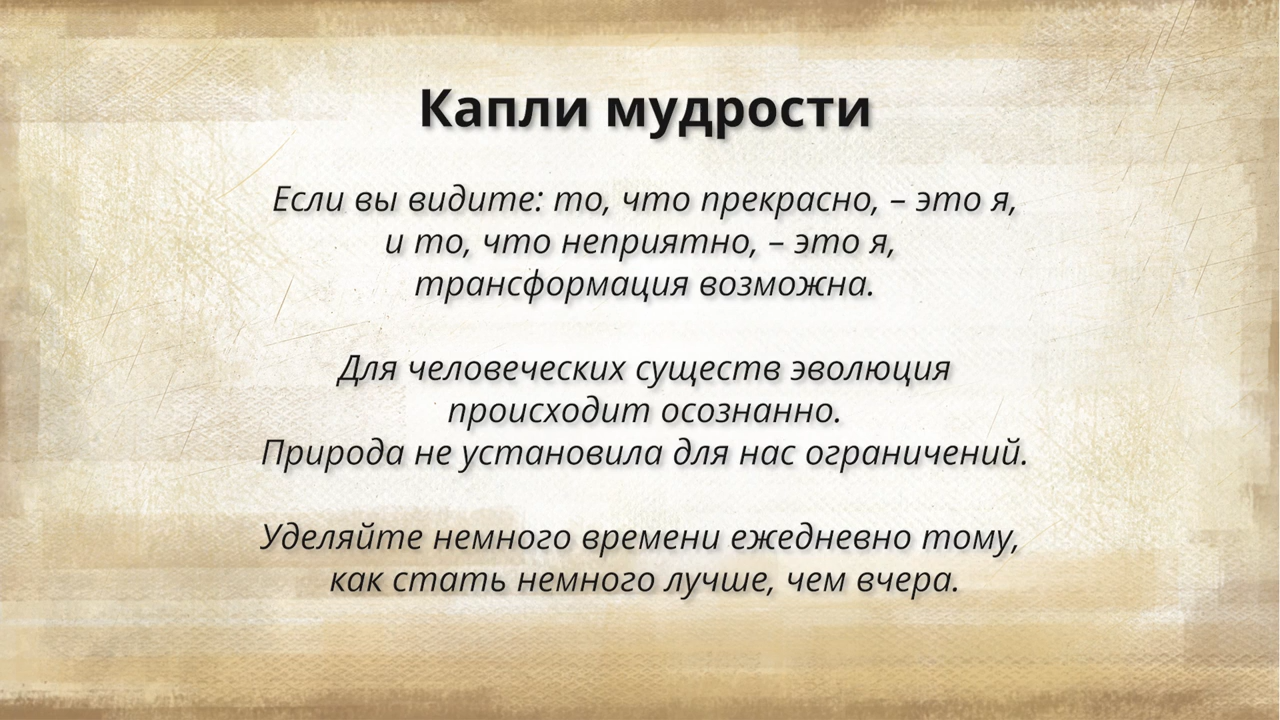 Капли мудрости
Если вы видите: то, что прекрасно, – это я,
и то, что неприятно, – это я,
трансформация возможна.
Для человеческих существ эволюция
происходит осознанно.
Природа не установила для нас ограничений.
Уделяйте немного времени ежедневно тому,
как стать немного лучше, чем вчера.